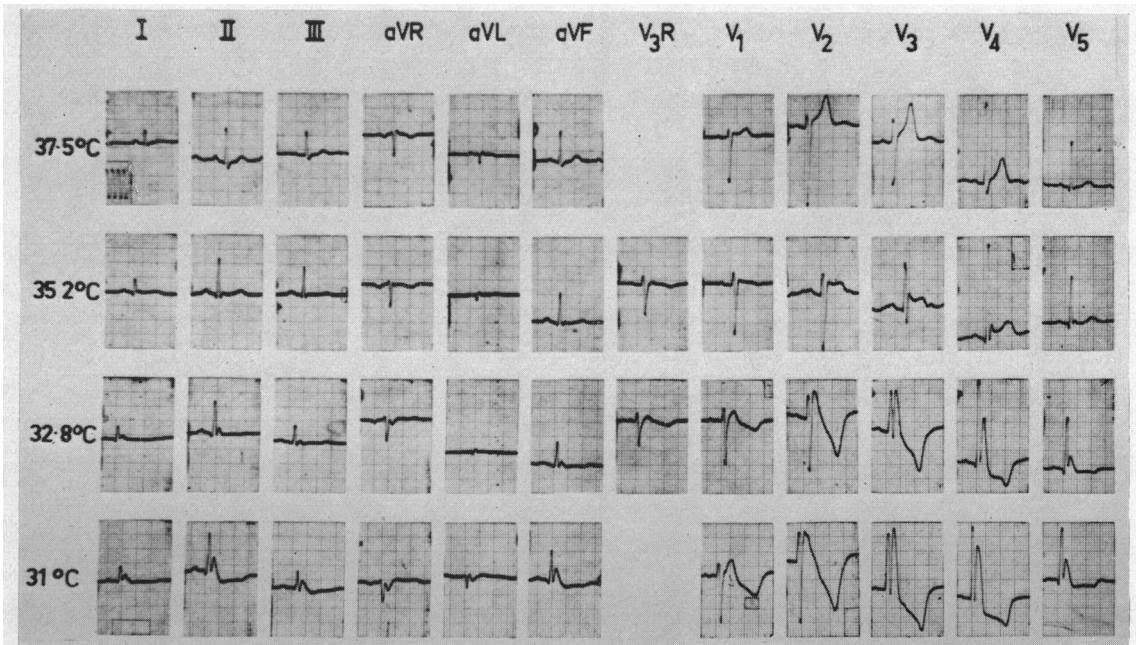 I II III aVR aVL aVF V3R V1 V2 V3 V4 V5
37·5°C
35 2°C
32·8°C
31°C